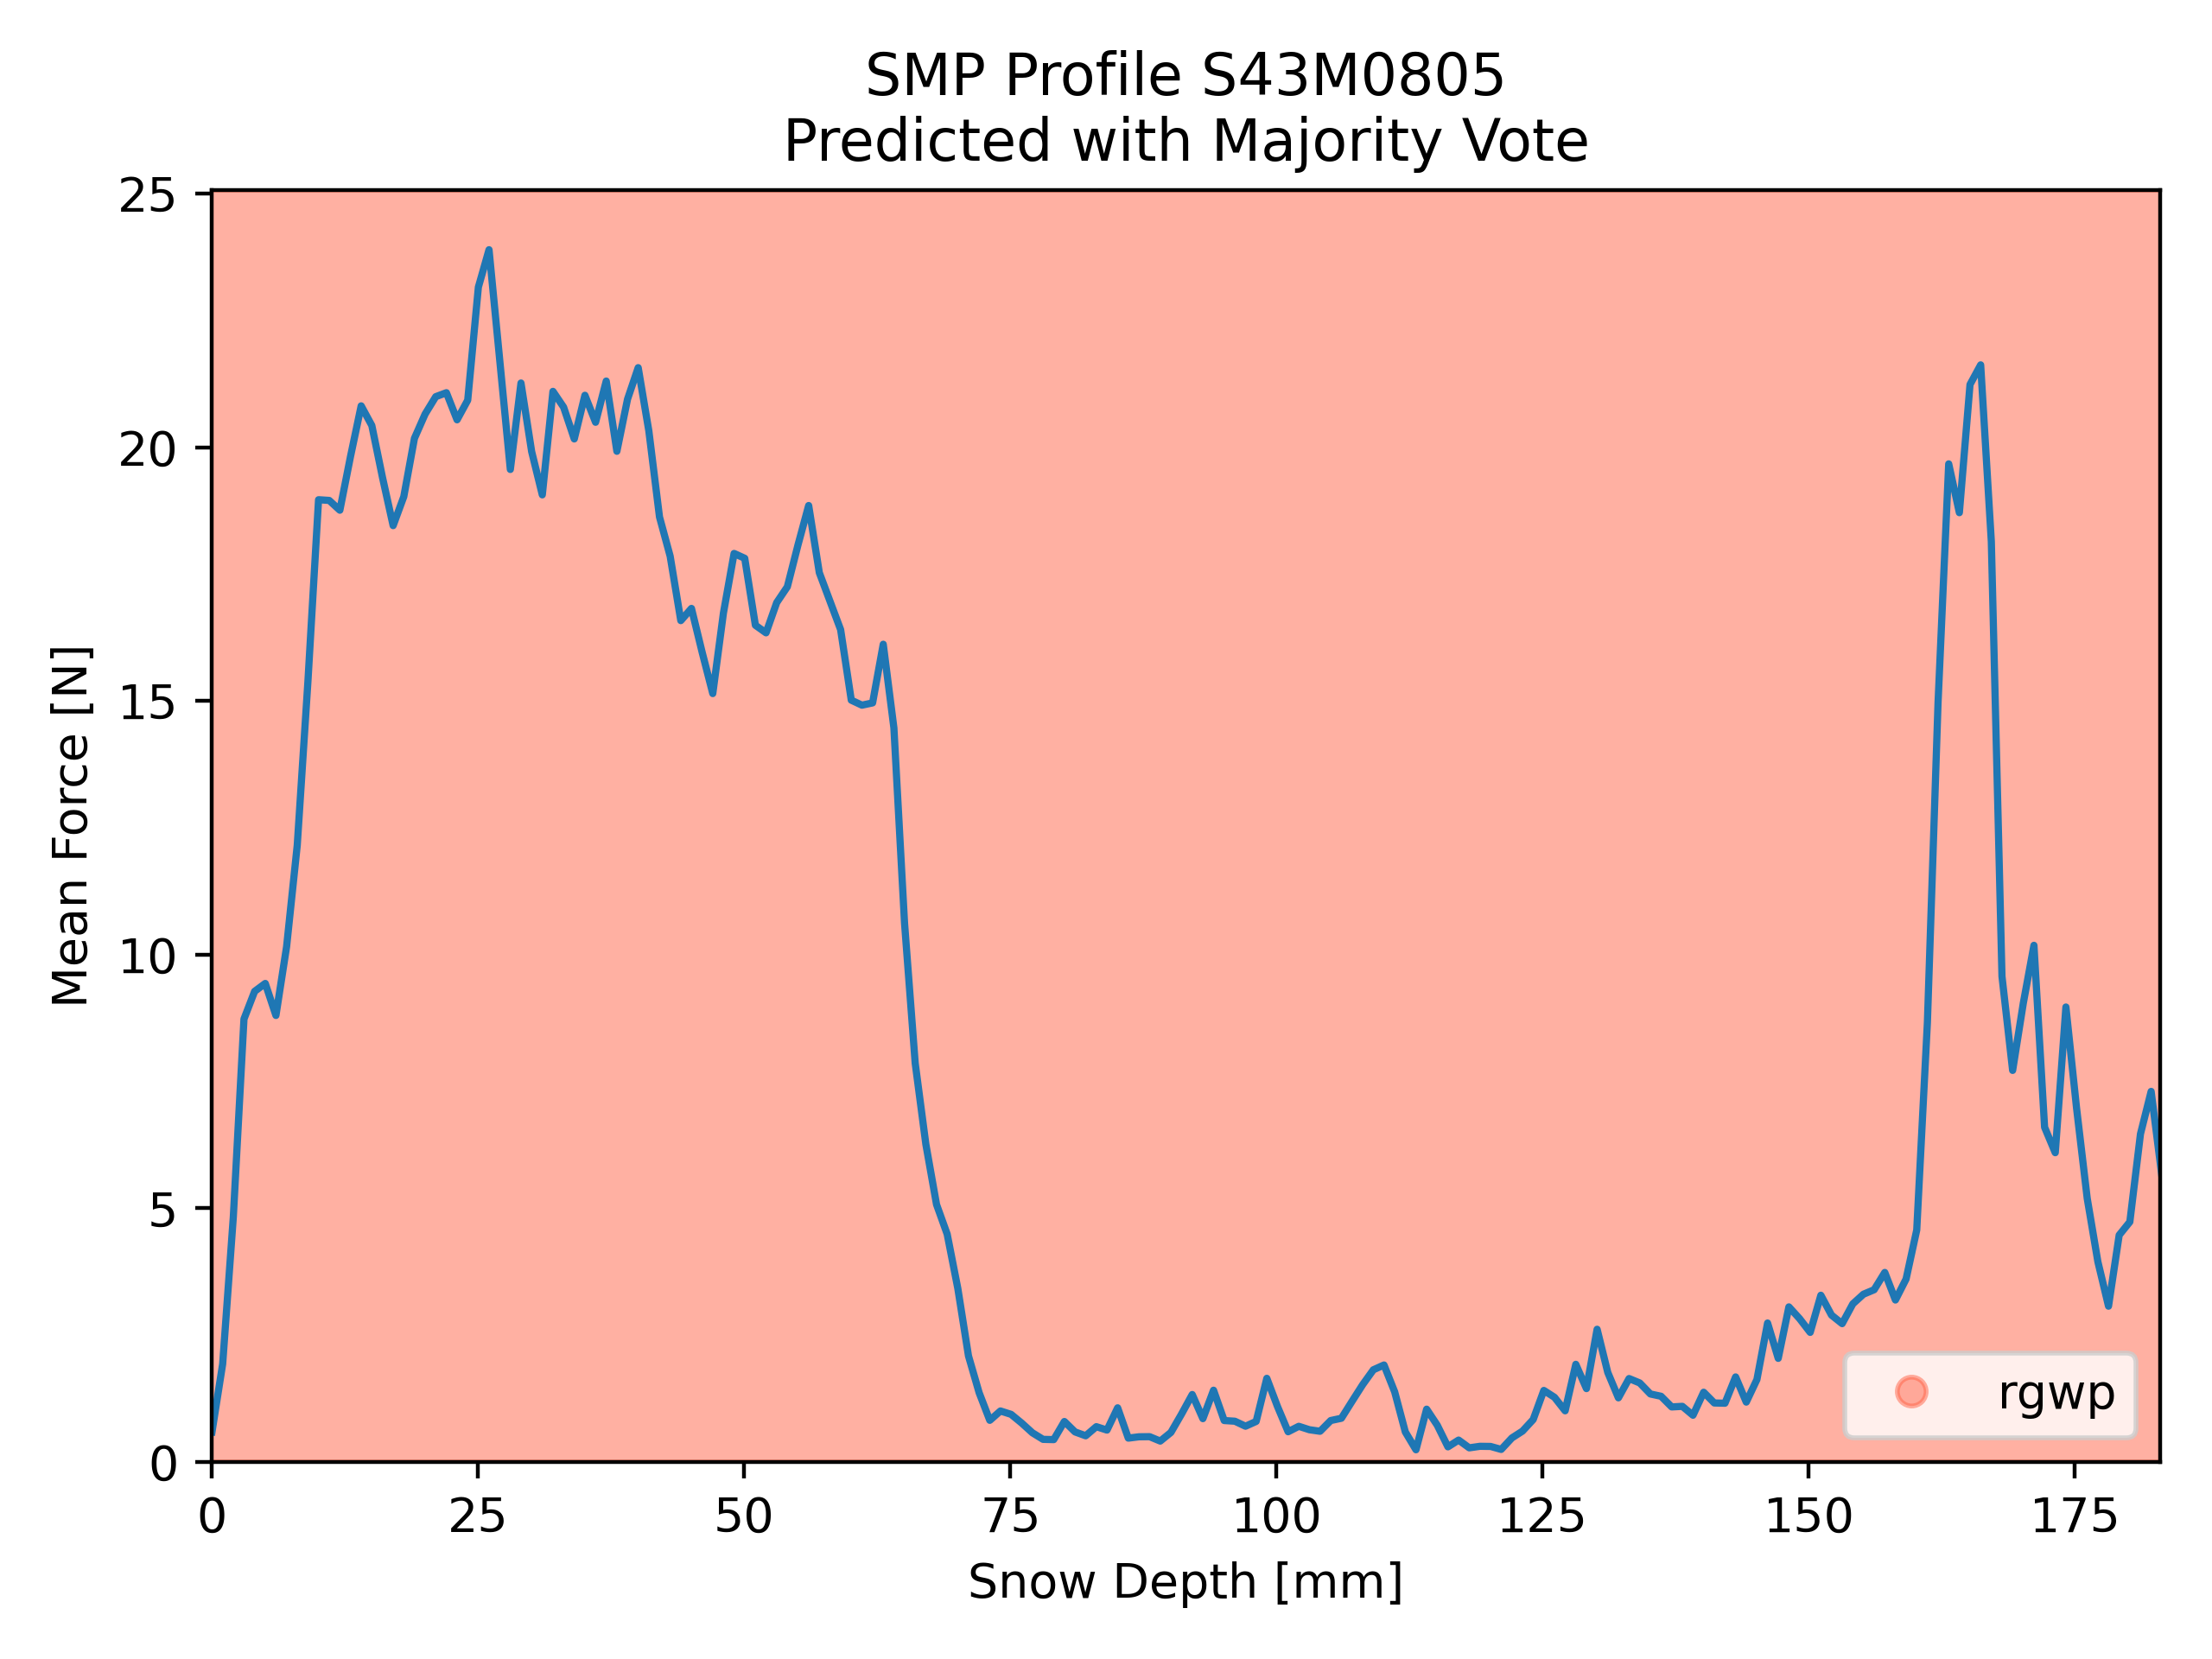 SMP Profile S43M0805
Predicted with Majority Vote
25
20
15
10
5
0
Mean Force [N]
0 25 50 75 100 125 150 175
Snow Depth [mm]
rgwp